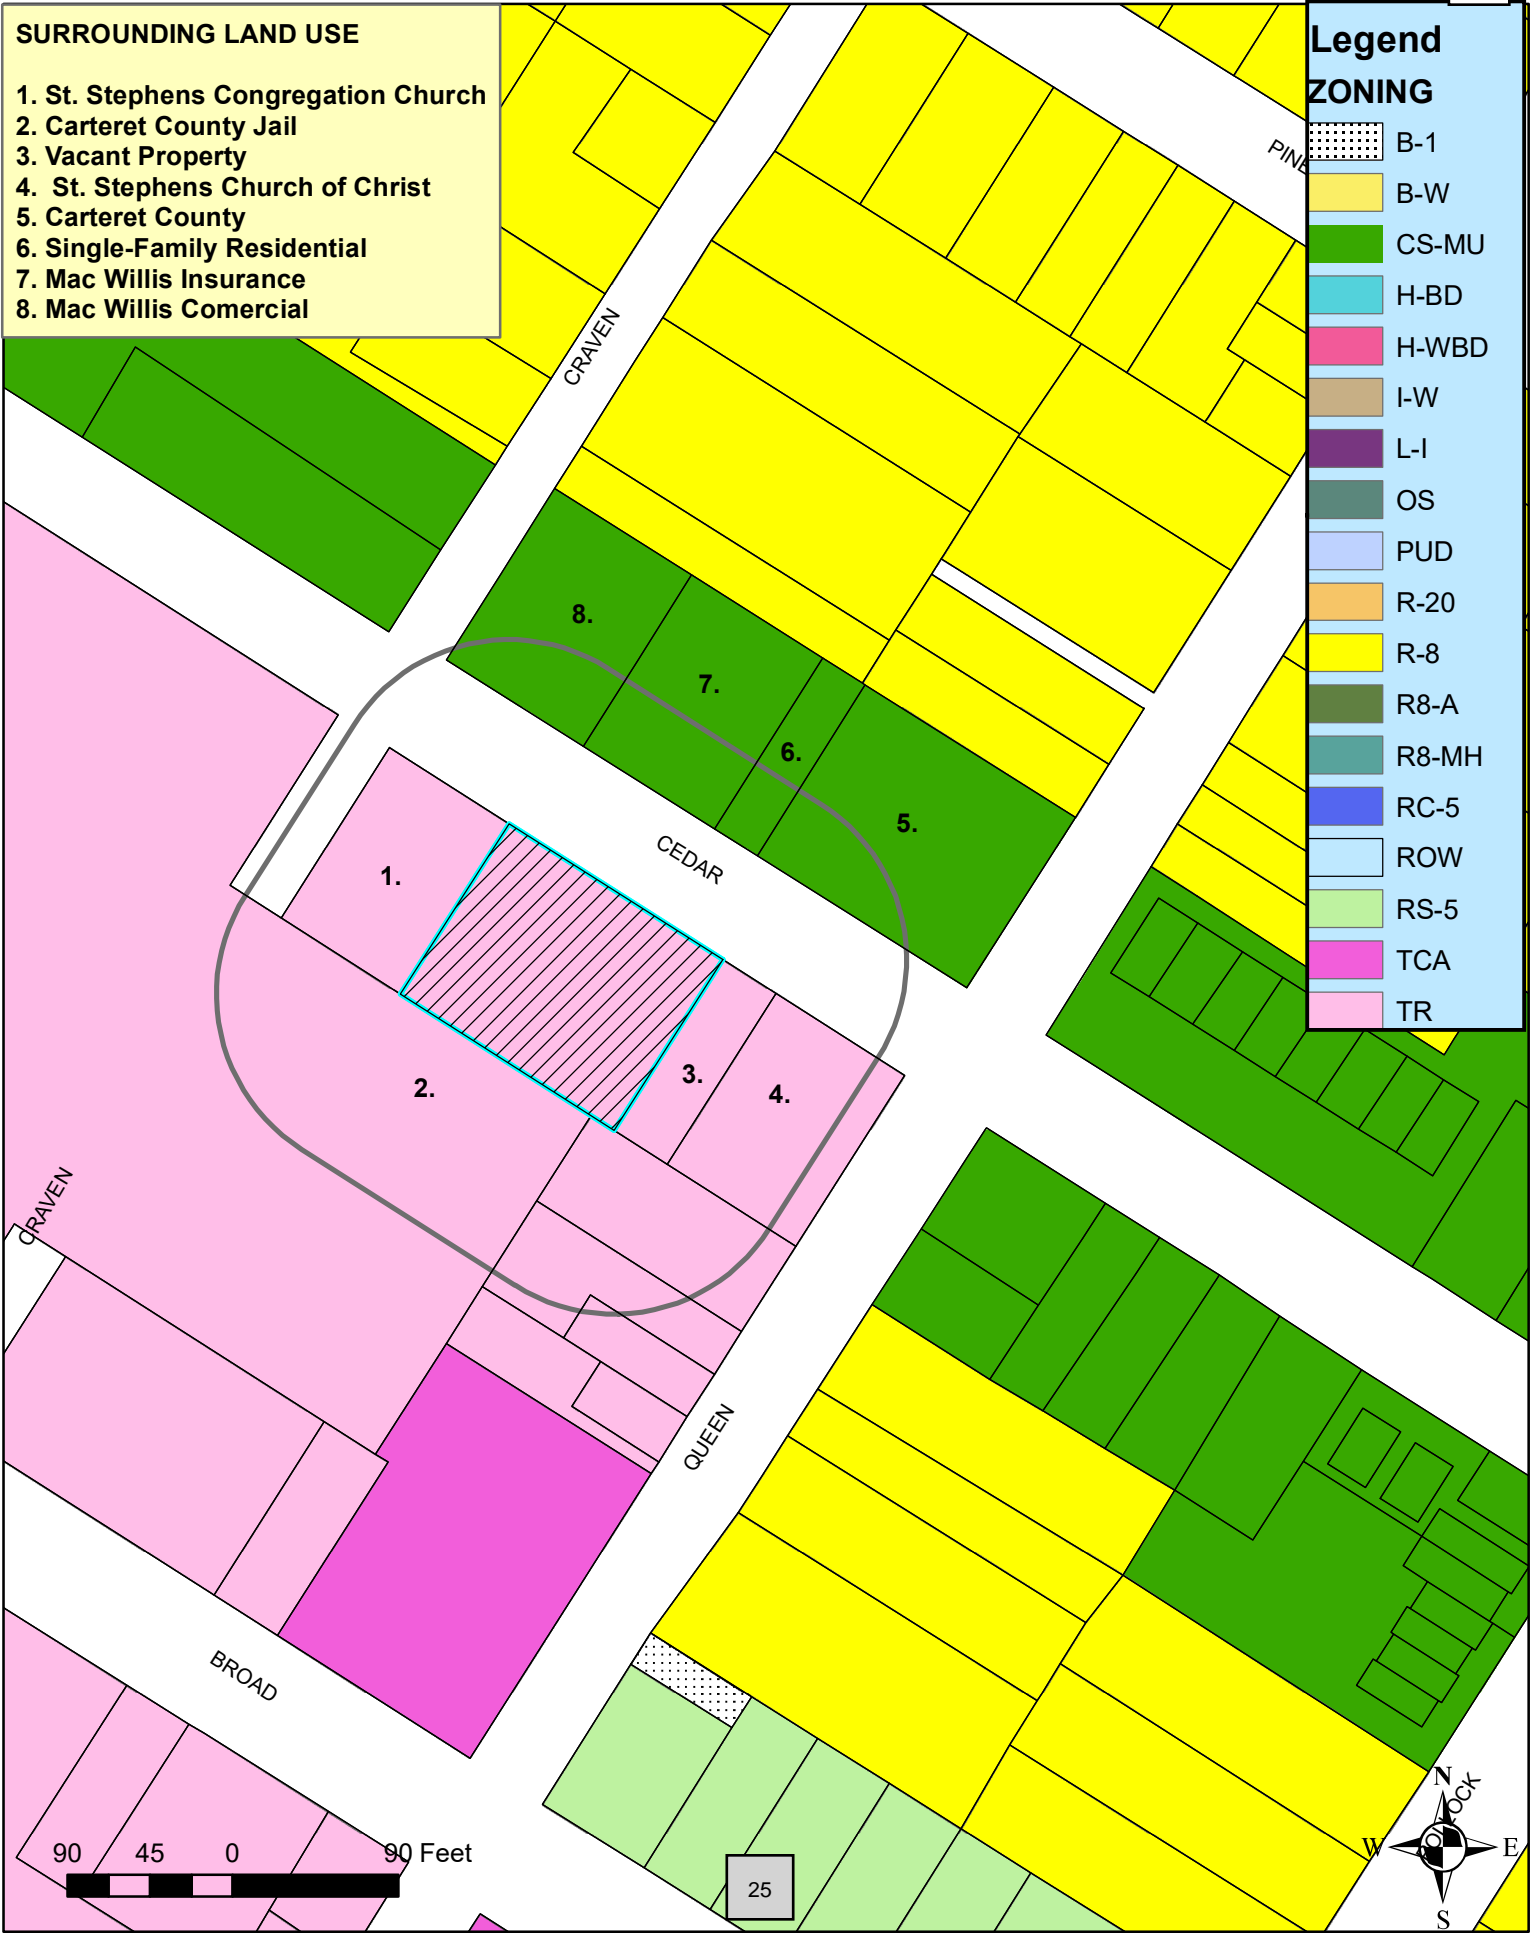 SURROUNDING LAND USE
1. St. Stephens Congregation Church
2. Carteret County Jail
3. Vacant Property
4. St. Stephens Church of Christ
5. Carteret County
6. Single-Family Residential
7. Mac Willis Insurance
8. Mac Willis Comercial
Legend
ZONING
B-1
B-W
CS-MU
H-BD
H-WBD
I-W
L-I
OS
PUD
R-20
R-8
R8-A
R8-MH
RC-5
ROW
RS-5
TCA
TR
PINE
CRAVEN
8.
7.
6.
5.
CEDAR
1.
2.
3.
4.
CRAVEN
QUEEN
BROAD
90 45 0 90 Feet
25
N
W E
S